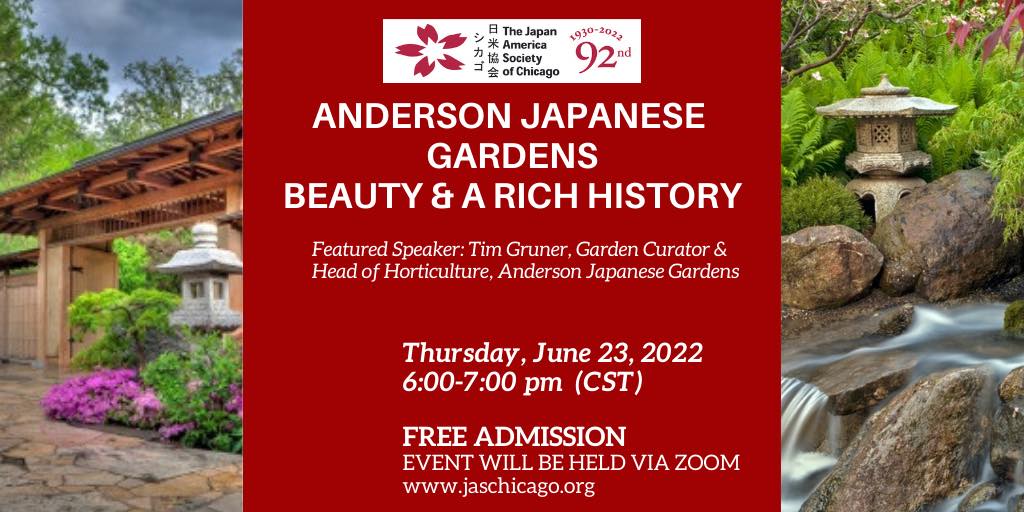 シカゴ
日米協会
The Japan
America
Society
of Chicago
1930-2022
92nd
ANDERSON JAPANESE
GARDENS
BEAUTY & A RICH HISTORY
Featured Speaker: Tim Gruner, Garden Curator &
Head of Horticulture, Anderson Japanese Gardens
Thursday, June 23, 2022
6:00-7:00 pm (CST)
FREE ADMISSION
EVENT WILL BE HELD VIA ZOOM
www.jaschicago.org